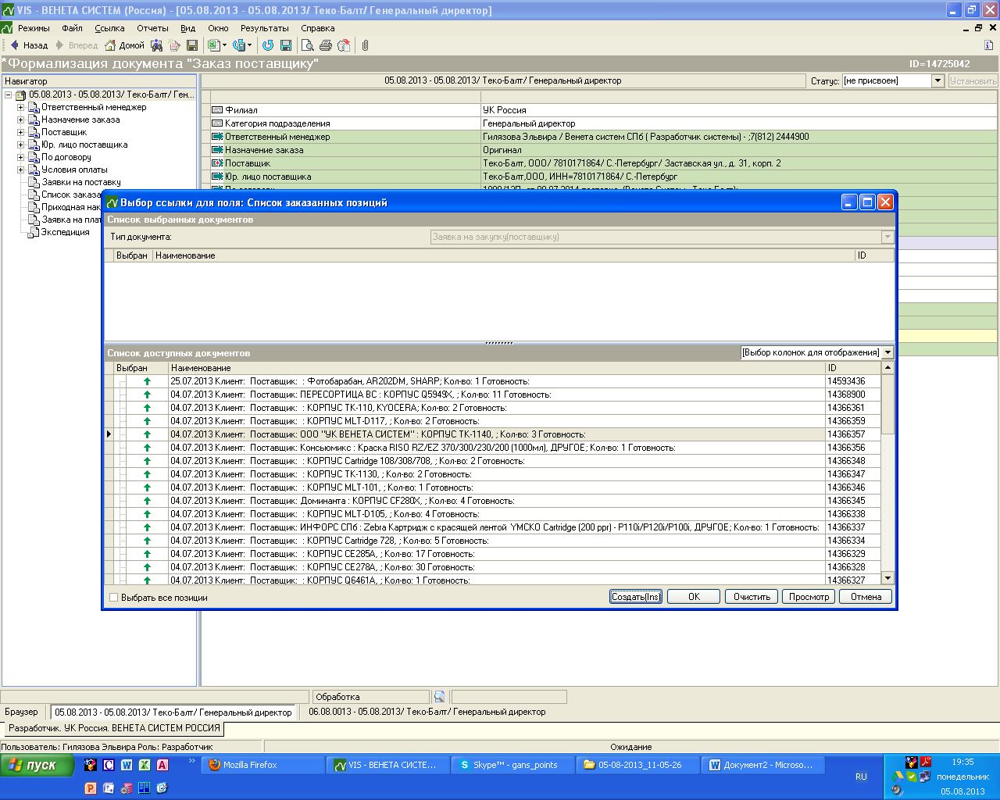 VIS - ВЕНЕТА СИСТЕМ (Россия) - [05.08.2013 - 05.08.2013/ Теко-Балт/ Генеральный директор]
Режимы Файл Ссылка Отчеты Вид Окно Результаты Справка
Назад Вперед Домой
*Формализация документа "Заказ поставщику" ID=14725042
Навигатор
05.08.2013 - 05.08.2013/ Теко-Балт/ Ген...
Ответственный менеджер
Назначение заказа
Поставщик
Юр. лицо поставщика
По договору
Условия оплаты
Заявки на поставку
Список заказа
Приходная нак
Заявка на плат
Экспедиция
05.08.2013 - 05.08.2013/ Теко-Балт/ Генеральный директор Статус: [не присвоен] Установить
Филиал УК Россия
Категория подразделения Генеральный директор
Ответственный менеджер Гилязова Эльвира / Венета систем СПб ( Разработчик системы) - ;7(812) 2444900
Назначение заказа Оригинал
Поставщик Теко-Балт, ООО/ 7810171864/ С.-Петербург/ Заставская ул., д. 31, корп. 2
Юр. лицо поставщика Теко-Балт,ООО, ИНН=7810171864/ С.-Петербург
Выбор ссылки для поля: Список заказанных позиций
Список выбранных документов
Тип документа: Заявка на закупку(поставщику)
Выбран Наименование ID
Список доступных документов [Выбор колонок для отображения]
Выбран Наименование ID
25.07.2013 Клиент: Поставщик: : Фотобарабан, AR202DM, SHARP; Кол-во: 1 Готовность: 14593436
04.07.2013 Клиент: Поставщик: ПЕРЕСОРТИЦА ВС : КОРПУС Q5949X, ; Кол-во: 11 Готовность: 14368900
04.07.2013 Клиент: Поставщик: : КОРПУС TK-110, KYOCERA; Кол-во: 2 Готовность: 14366361
04.07.2013 Клиент: Поставщик: : КОРПУС MLT-D117, ; Кол-во: 2 Готовность: 14366359
04.07.2013 Клиент: Поставщик: ООО "УК ВЕНЕТА СИСТЕМ" : КОРПУС TK-1140, ; Кол-во: 3 Готовность: 14366357
04.07.2013 Клиент: Поставщик: Консьюмикс : Краска RISO RZ/EZ 370/300/230/200 (1000мл), ДРУГОЕ; Кол-во: 1 Готовность: 14366356
04.07.2013 Клиент: Поставщик: : КОРПУС Cartridge 108/308/708, ; Кол-во: 2 Готовность: 14366348
04.07.2013 Клиент: Поставщик: : КОРПУС TK-1130, ; Кол-во: 2 Готовность: 14366347
04.07.2013 Клиент: Поставщик: : КОРПУС MLT-101, ; Кол-во: 1 Готовность: 14366346
04.07.2013 Клиент: Поставщик: Доминанта : КОРПУС CF280X, ; Кол-во: 4 Готовность: 14366345
04.07.2013 Клиент: Поставщик: : КОРПУС MLT-D105, ; Кол-во: 4 Готовность: 14366338
04.07.2013 Клиент: Поставщик: ИНФОРС СПб : Zebra Картридж с красящей лентой YMCKO Cartridge (200 ppr) - P110i/P120i/P100i, ДРУГОЕ; Кол-во: 1 Готовность: 14366337
04.07.2013 Клиент: Поставщик: : КОРПУС Cartridge 728, ; Кол-во: 5 Готовность: 14366334
04.07.2013 Клиент: Поставщик: : КОРПУС CE285A, ; Кол-во: 17 Готовность: 14366329
04.07.2013 Клиент: Поставщик: : КОРПУС CE278A, ; Кол-во: 30 Готовность: 14366328
04.07.2013 Клиент: Поставщик: : КОРПУС Q6461A, ; Кол-во: 1 Готовность: 14366327
Выбрать все позиции Создать(Ins) OK Очистить Просмотр Отмена
Обработка
Браузер 05.08.2013 - 05.08.2013/ Теко-Балт/ Генеральный директор 06.08.0013 - 05.08.2013/ Теко-Балт/ Генеральный директор
Разработчик. УК Россия. ВЕНЕТА СИСТЕМ РОССИЯ
Пользователь: Гилязова Эльвира Роль: Разработчик Ожидание
пуск Mozilla Firefox VIS - ВЕНЕТА СИСТЕ... Skype™ - gans_points 05-08-2013_11-05-26 Документ2 - Microso... 19:35
RU понедельник
05.08.2013